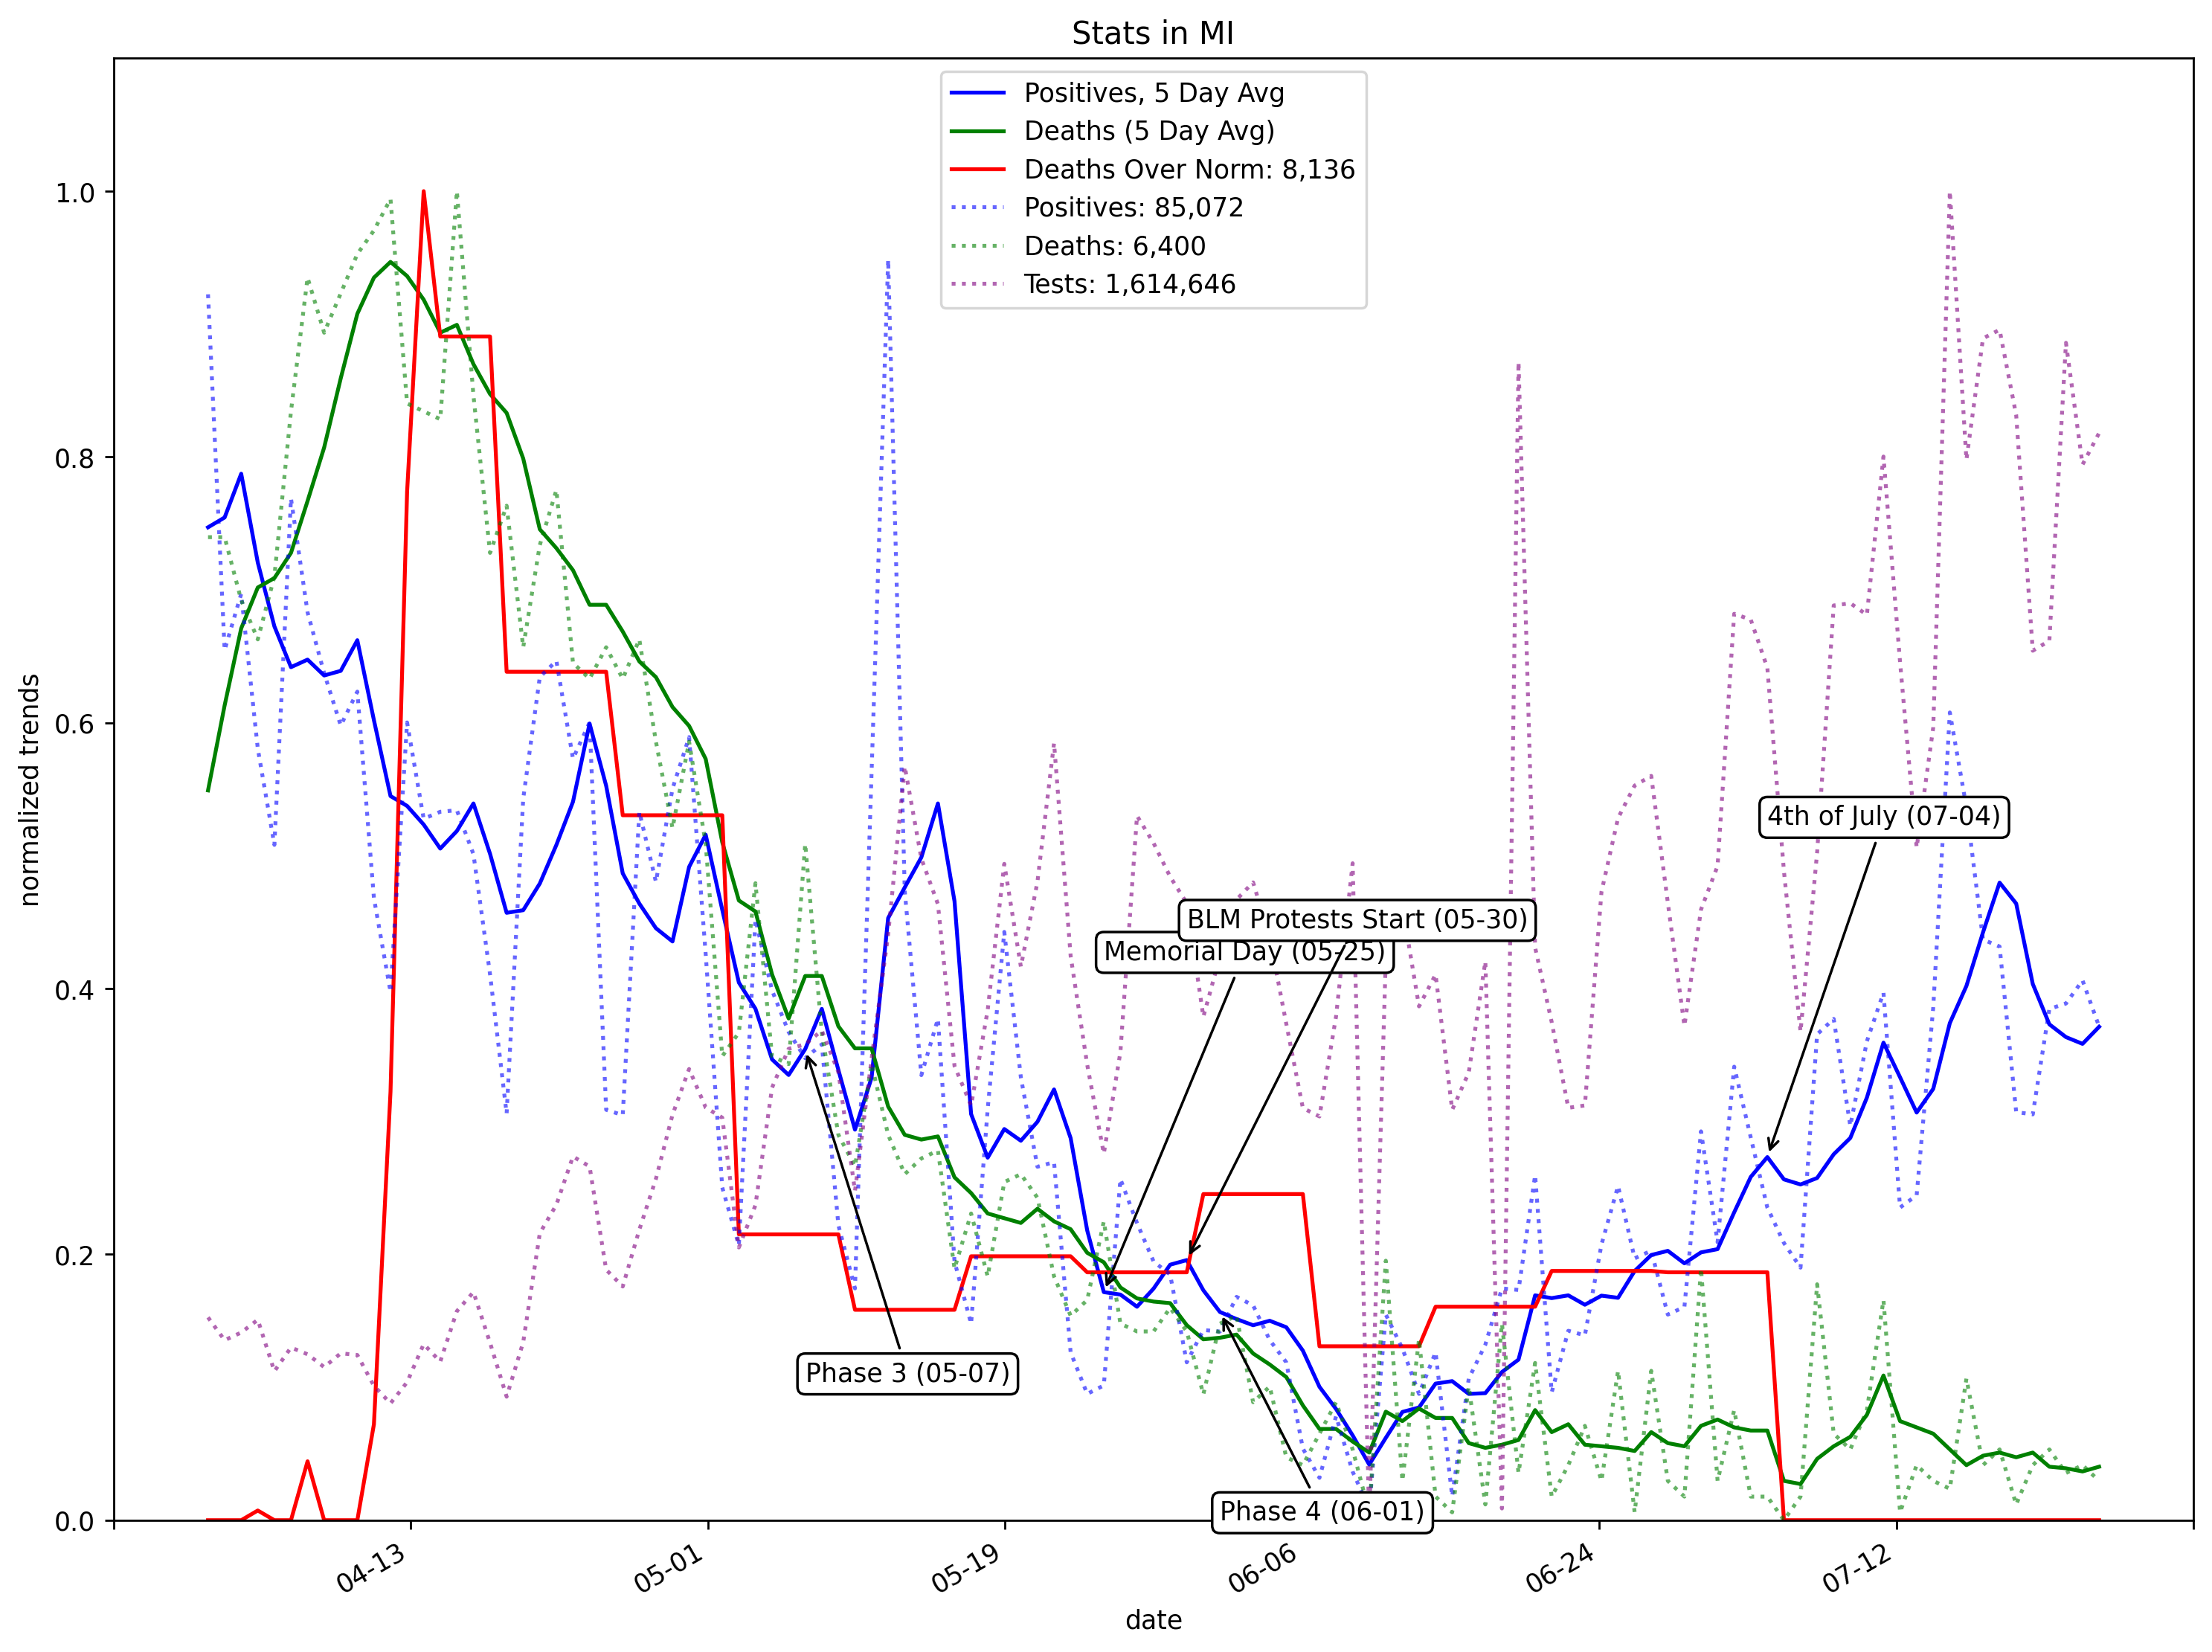 Stats in MI
Positives, 5 Day Avg
Deaths (5 Day Avg)
Deaths Over Norm: 8,136
Positives: 85,072
Deaths: 6,400
Tests: 1,614,646
normalized trends
1.0
0.8
0.6
0.4
0.2
0.0
4th of July (07-04)
BLM Protests Start (05-30)
Memorial Day (05-25)
Phase 3 (05-07)
Phase 4 (06-01)
04-13
05-01
05-19
06-06
06-24
07-12
date